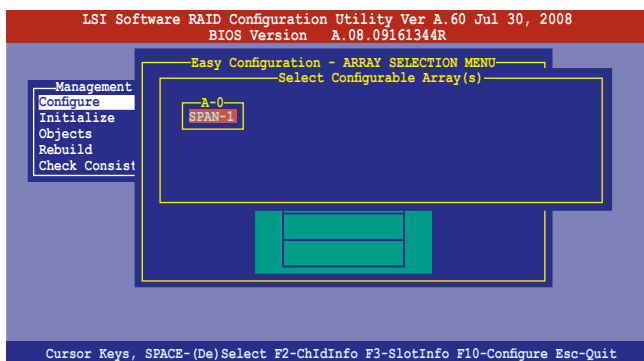 LSI Software RAID Configuration Utility Ver A.60 Jul 30, 2008
BIOS Version A.08.09161344R
Easy Configuration - ARRAY SELECTION MENU
Select Configurable Array(s)
Management
Configure
Initialize
Objects
Rebuild
Check Consist
A-0
SPAN-1
Cursor Keys, SPACE-(De)Select F2-ChIdInfo F3-SlotInfo F10-Configure Esc-Quit